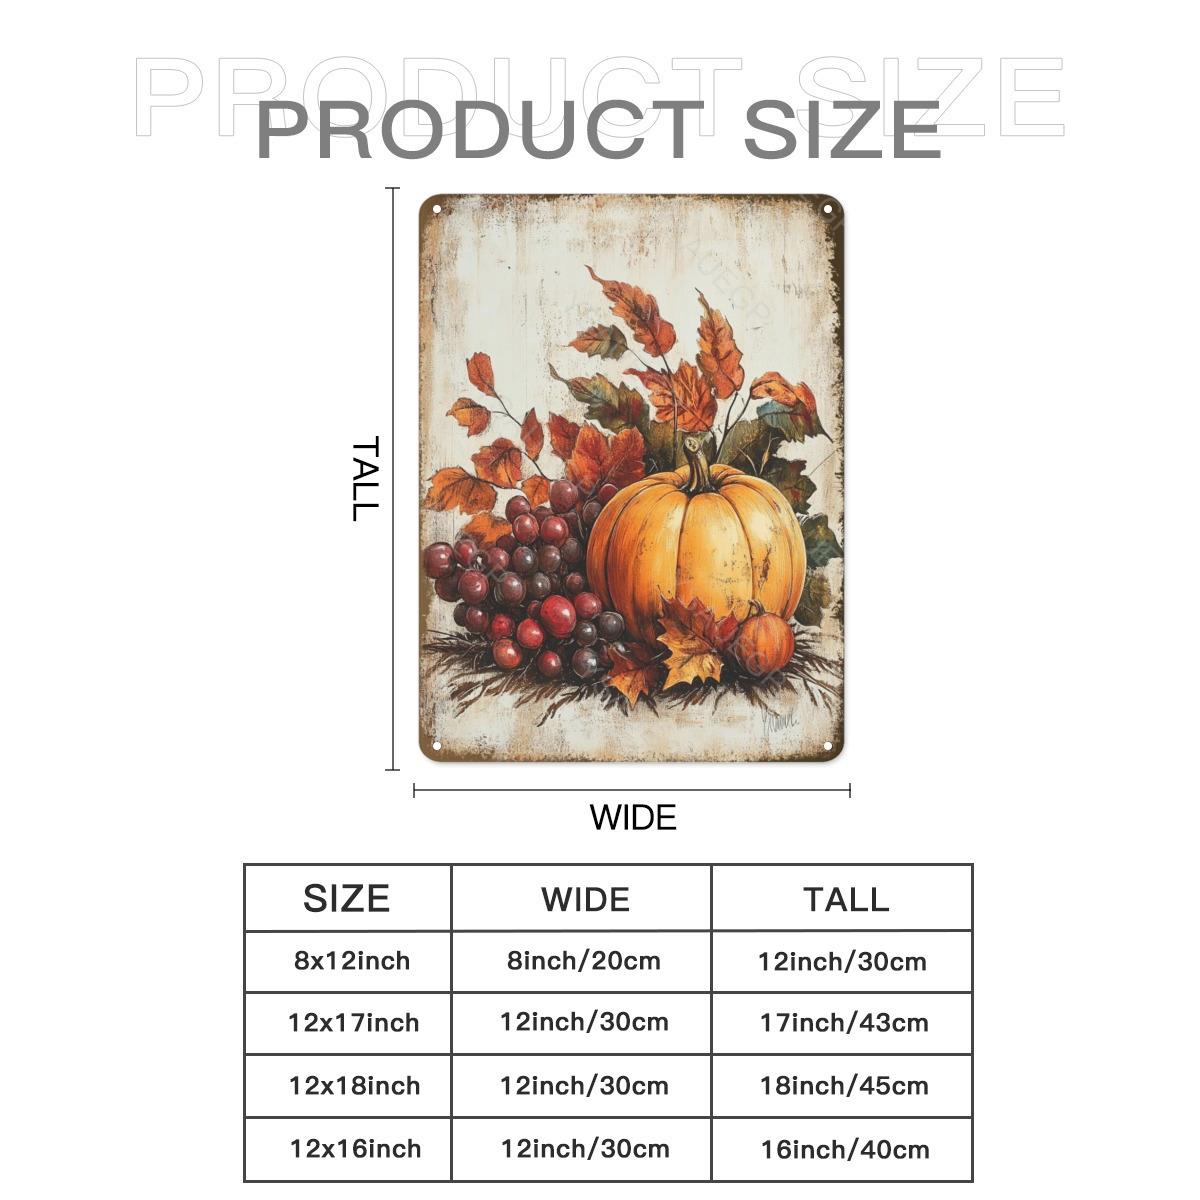 PRODUCT SIZE
PRODUCT SIZE
AUEGP
TALL
WIDE
SIZE WIDE TALL
8x12inch 8inch/20cm 12inch/30cm
12x17inch 12inch/30cm 17inch/43cm
12x18inch 12inch/30cm 18inch/45cm
12x16inch 12inch/30cm 16inch/40cm